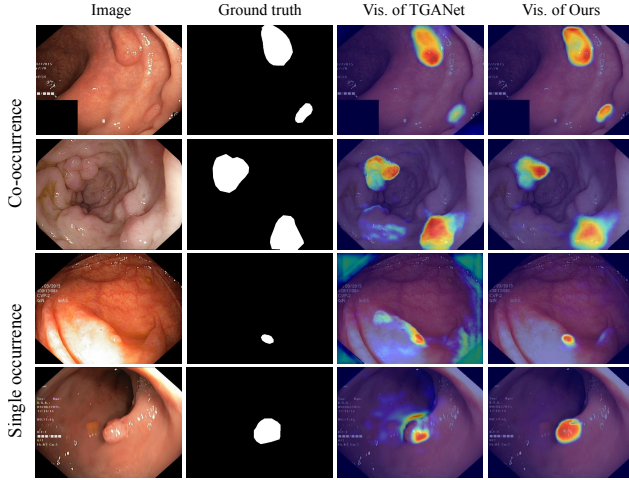 Image Ground truth Vis. of TGANet Vis. of Ours
Co-occurrence
Single occurrence